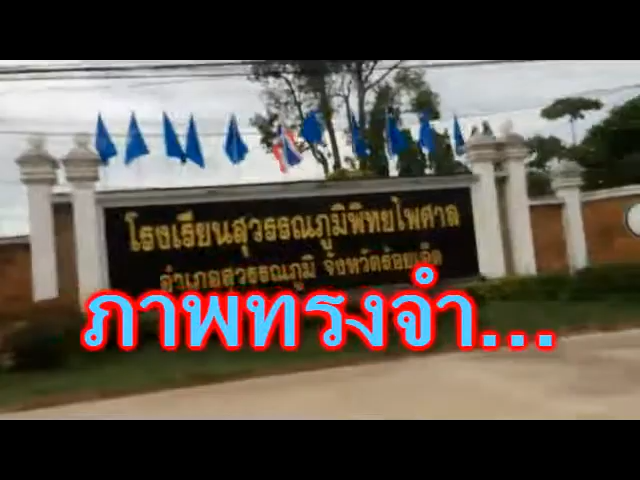 โรงเรียนสุวรรณภูมิพิทยไพศาล
อำเภอสุวรรณภูมิ จังหวัดร้อยเอ็ด
ภาพทรงจำ...